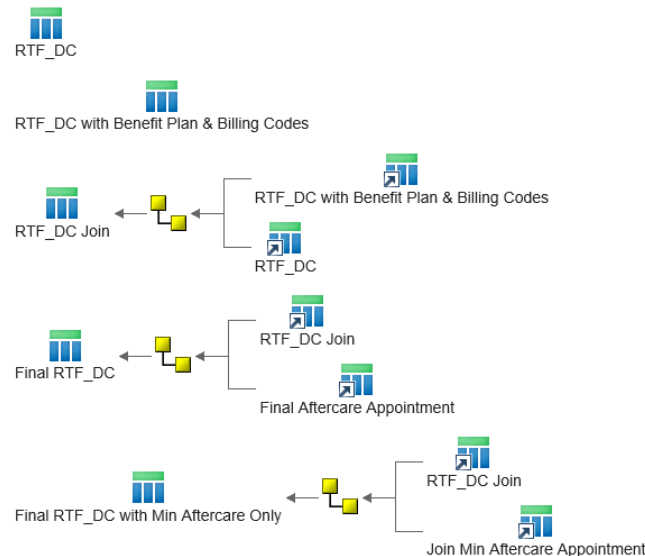 RTF_DC
RTF_DC with Benefit Plan & Billing Codes
RTF_DC with Benefit Plan & Billing Codes
RTF_DC Join
RTF_DC
RTF_DC Join
Final RTF_DC
Final Aftercare Appointment
RTF_DC Join
Final RTF_DC with Min Aftercare Only
Join Min Aftercare Appointment